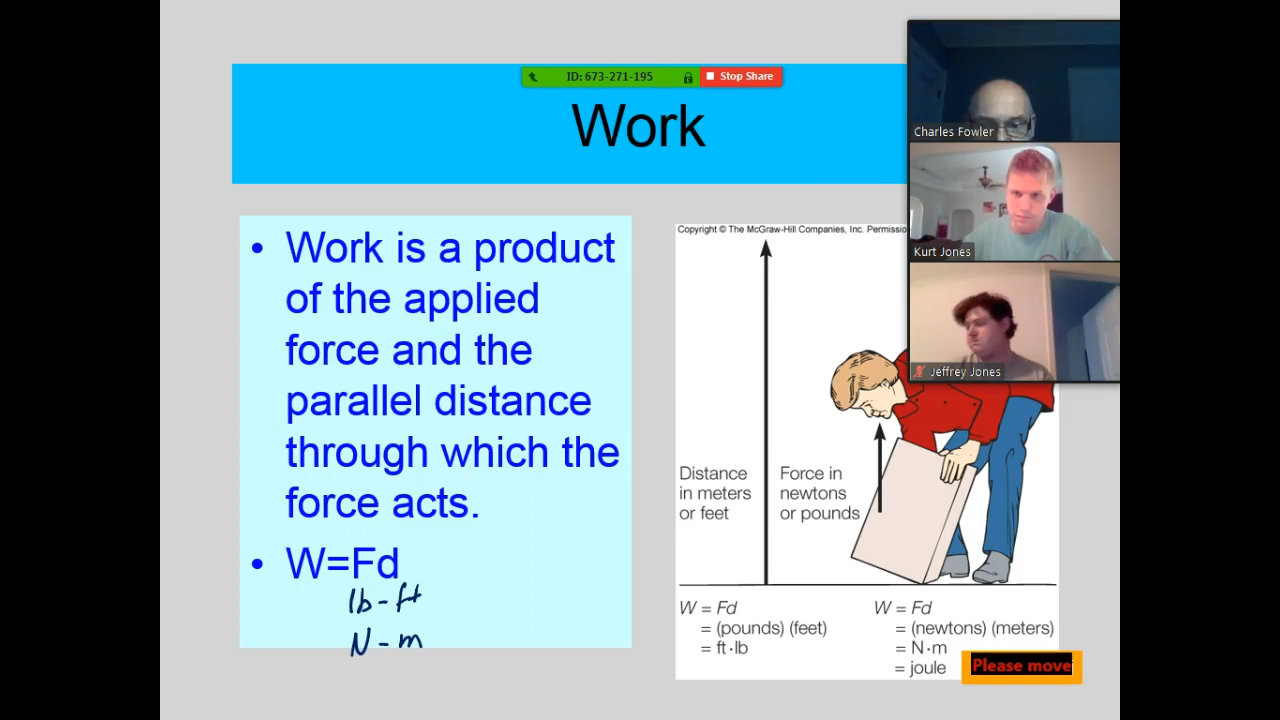 ID: 673-271-195
Stop Share
Work
Charles Fowler
Kurt Jones
Jeffrey Jones
• Work is a product
of the applied
force and the
parallel distance
through which the
force acts.
• W=Fd
lb-ft
N-m
Copyright © The McGraw-Hill Companies, Inc. Permissio
Distance
in meters
or feet
Force in
newtons
or pounds
W = Fd
= (pounds) (feet)
= ft·lb
W = Fd
= (newtons) (meters)
= N·m
= joule
Please move